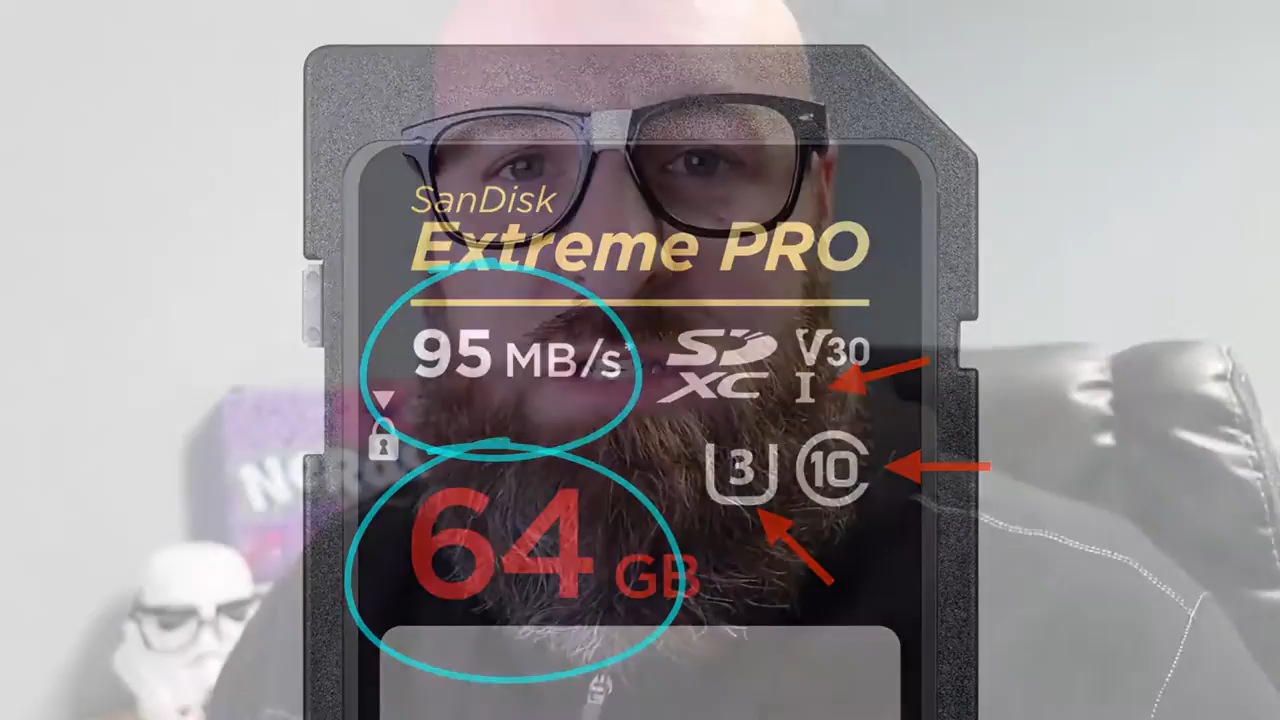 SanDisk
Extreme PRO
95 MB/s*
SD XC V30 I
3 10
64 GB